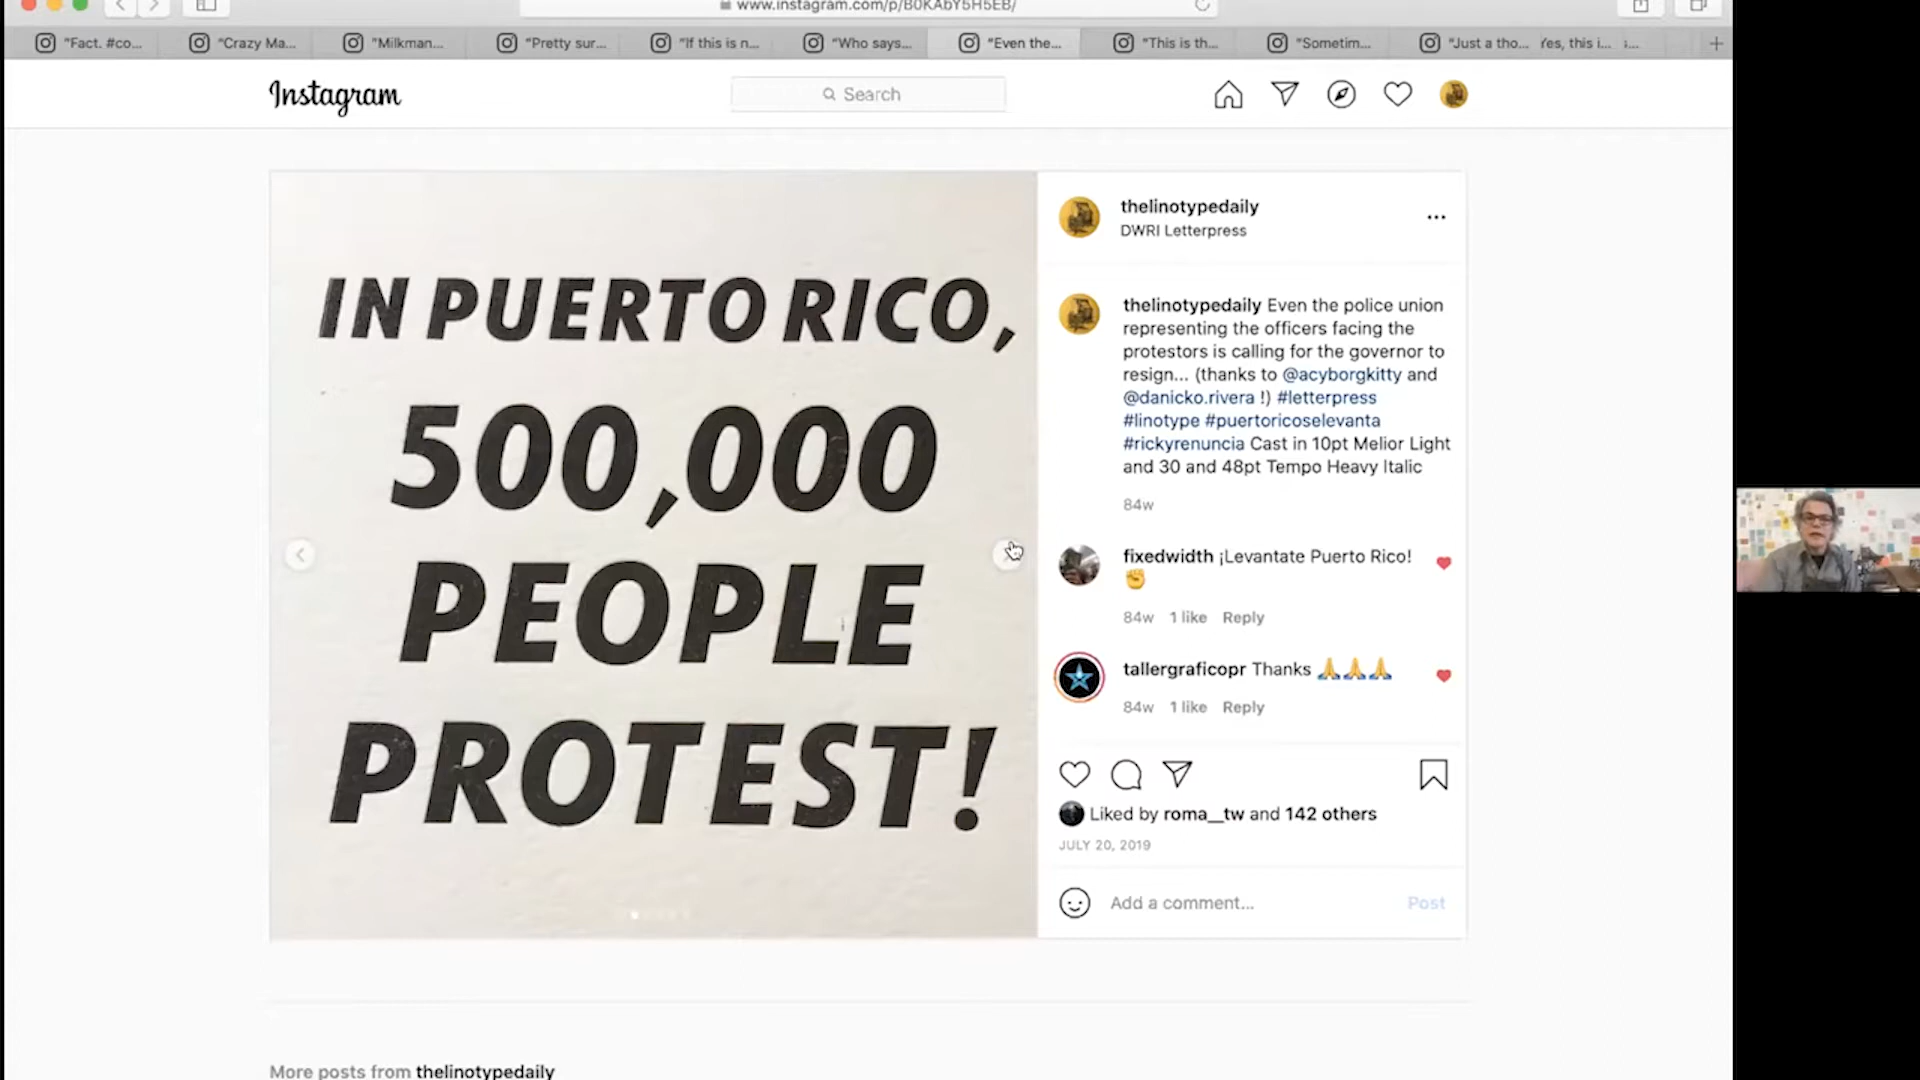 www.instagram.com/p/B0KAbY5H5EB/
"Fact. #co...
"Crazy Ma...
"Milkman...
"Pretty sur...
"If this is n...
"Who says...
"Even the...
"This is th...
"Sometim...
"Just a tho...
Yes, this i...
Instagram
Search
IN PUERTO RICO,
500,000
PEOPLE
PROTEST!
thelinotypedaily
DWRI Letterpress
thelinotypedaily Even the police union
representing the officers facing the
protestors is calling for the governor to
resign... (thanks to @acyborgkitty and
@danicko.rivera !) #letterpress
#linotype #puertoricoselevanta
#rickyrenuncia Cast in 10pt Melior Light
and 30 and 48pt Tempo Heavy Italic
84w
fixedwidth ¡Levantate Puerto Rico!
✊
84w 1 like Reply
tallergraficopr Thanks 🙏🙏🙏
84w 1 like Reply
Liked by roma__tw and 142 others
JULY 20, 2019
Add a comment...
Post
More posts from thelinotypedaily